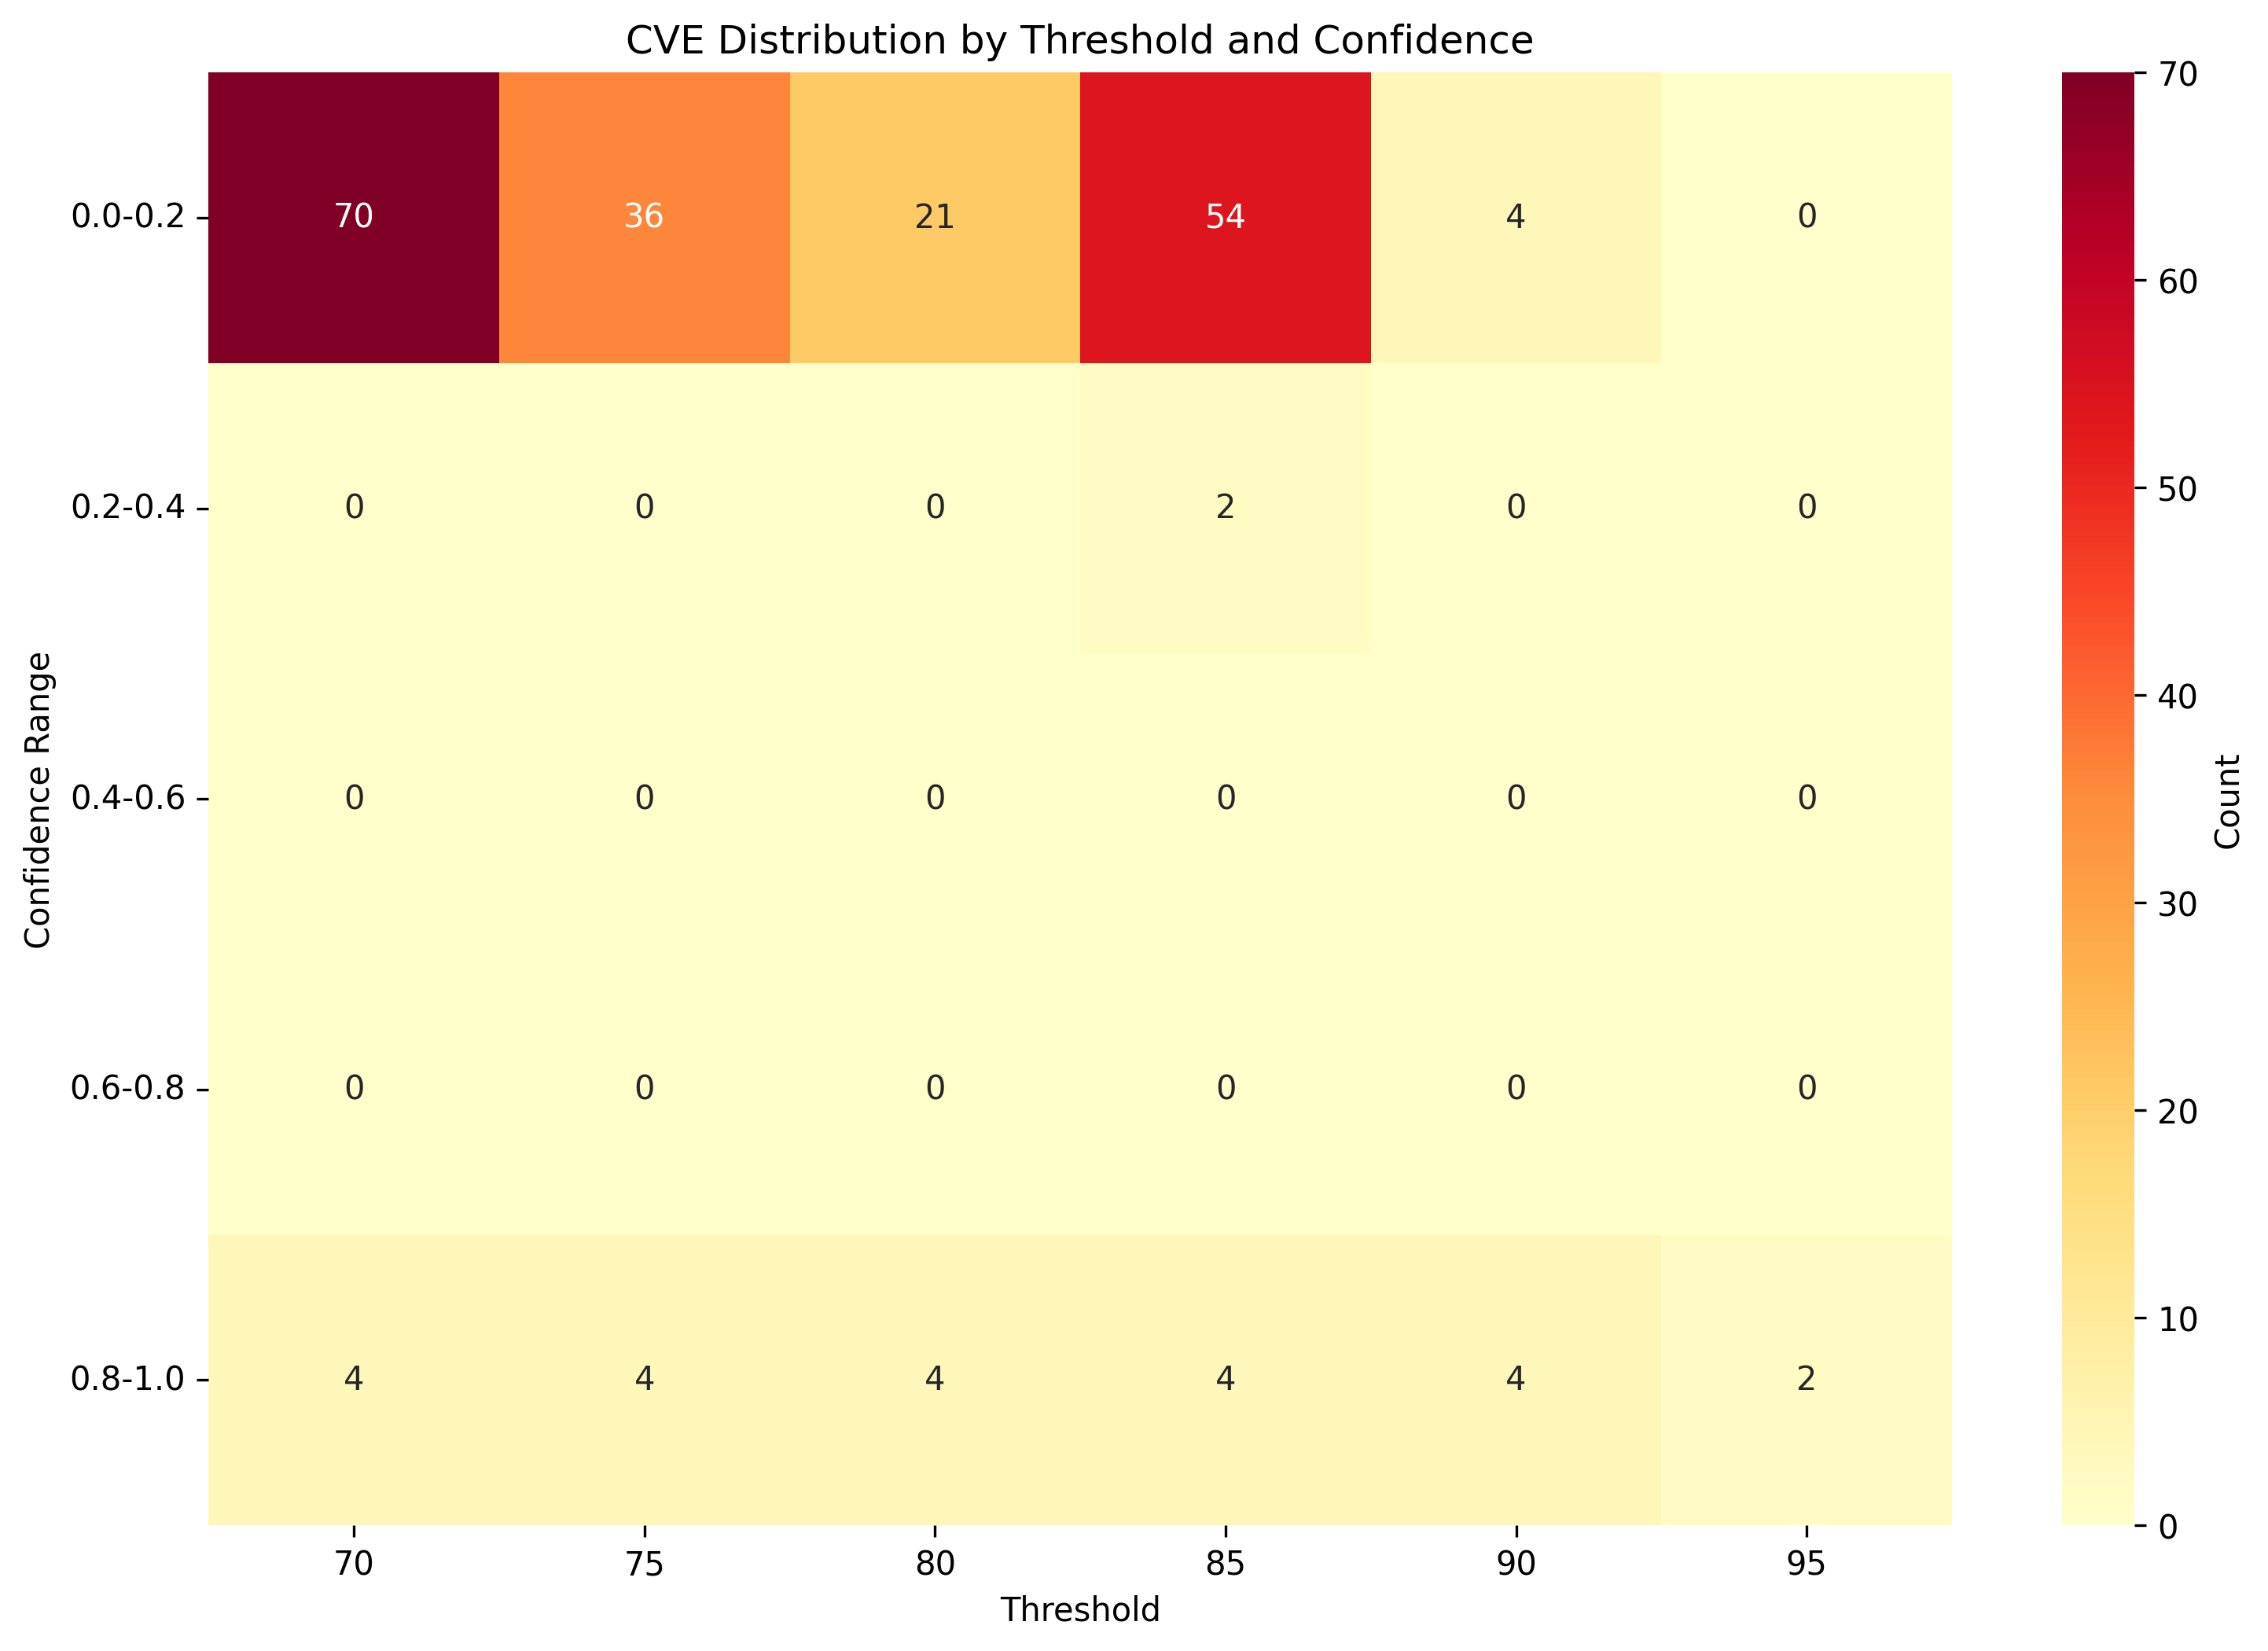 CVE Distribution by Threshold and Confidence
0.0-0.2 70 36 21 54 4 0
0.2-0.4 0 0 0 2 0 0
0.4-0.6 0 0 0 0 0 0
0.6-0.8 0 0 0 0 0 0
0.8-1.0 4 4 4 4 4 2
70 75 80 85 90 95
Threshold
Confidence Range
70
60
50
40
30
20
10
0
Count